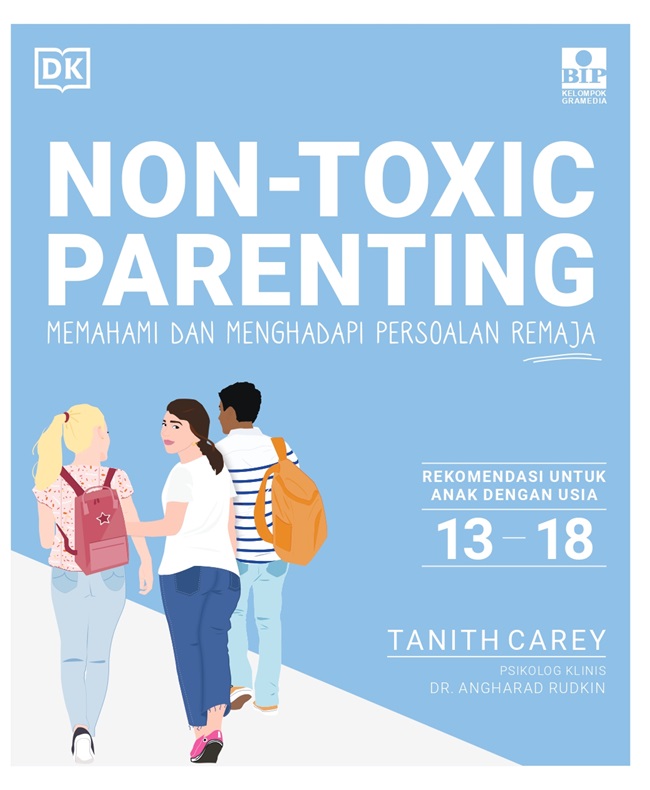 DK
BIP
KELOMPOK
GRAMEDIA
NON-TOXIC
PARENTING
MEMAHAMI DAN MENGHADAPI PERSOALAN REMAJA
REKOMENDASI UNTUK
ANAK DENGAN USIA
13 – 18
TANITH CAREY
PSIKOLOG KLINIS
DR. ANGHARAD RUDKIN